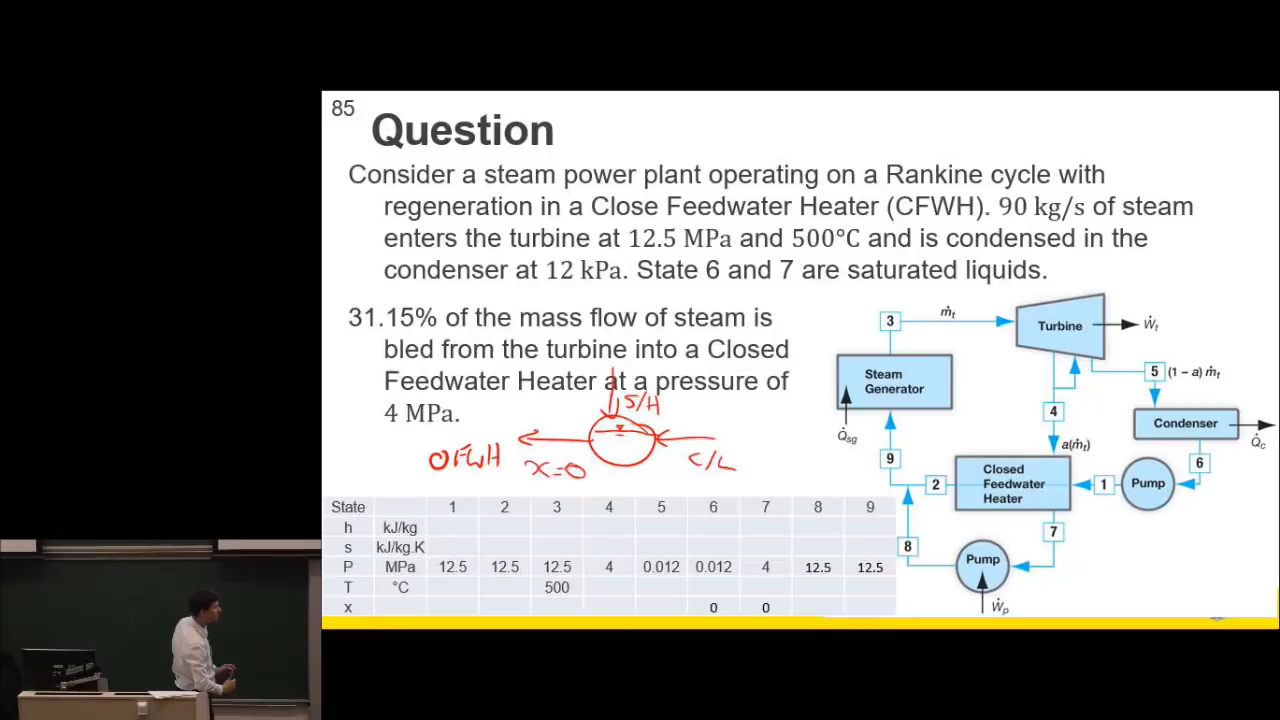 85
Question
Consider a steam power plant operating on a Rankine cycle with
regeneration in a Close Feedwater Heater (CFWH). 90 kg/s of steam
enters the turbine at 12.5 MPa and 500°C and is condensed in the
condenser at 12 kPa. State 6 and 7 are saturated liquids.
31.15% of the mass flow of steam is
bled from the turbine into a Closed
Feedwater Heater at a pressure of
4 MPa.
S/H
OFWH
x=0
C/L
3
ṁt
Turbine
Ẇt
Steam
Generator
Q̇sg
5
(1 − a) ṁt
4
a(ṁt)
Condenser
Q̇c
6
9
2
Closed
Feedwater
Heater
1
Pump
7
8
Pump
Ẇp
State 1 2 3 4 5 6 7 8 9
h kJ/kg
s kJ/kg.K
P MPa 12.5 12.5 12.5 4 0.012 0.012 4 12.5 12.5
T °C 500
x 0 0